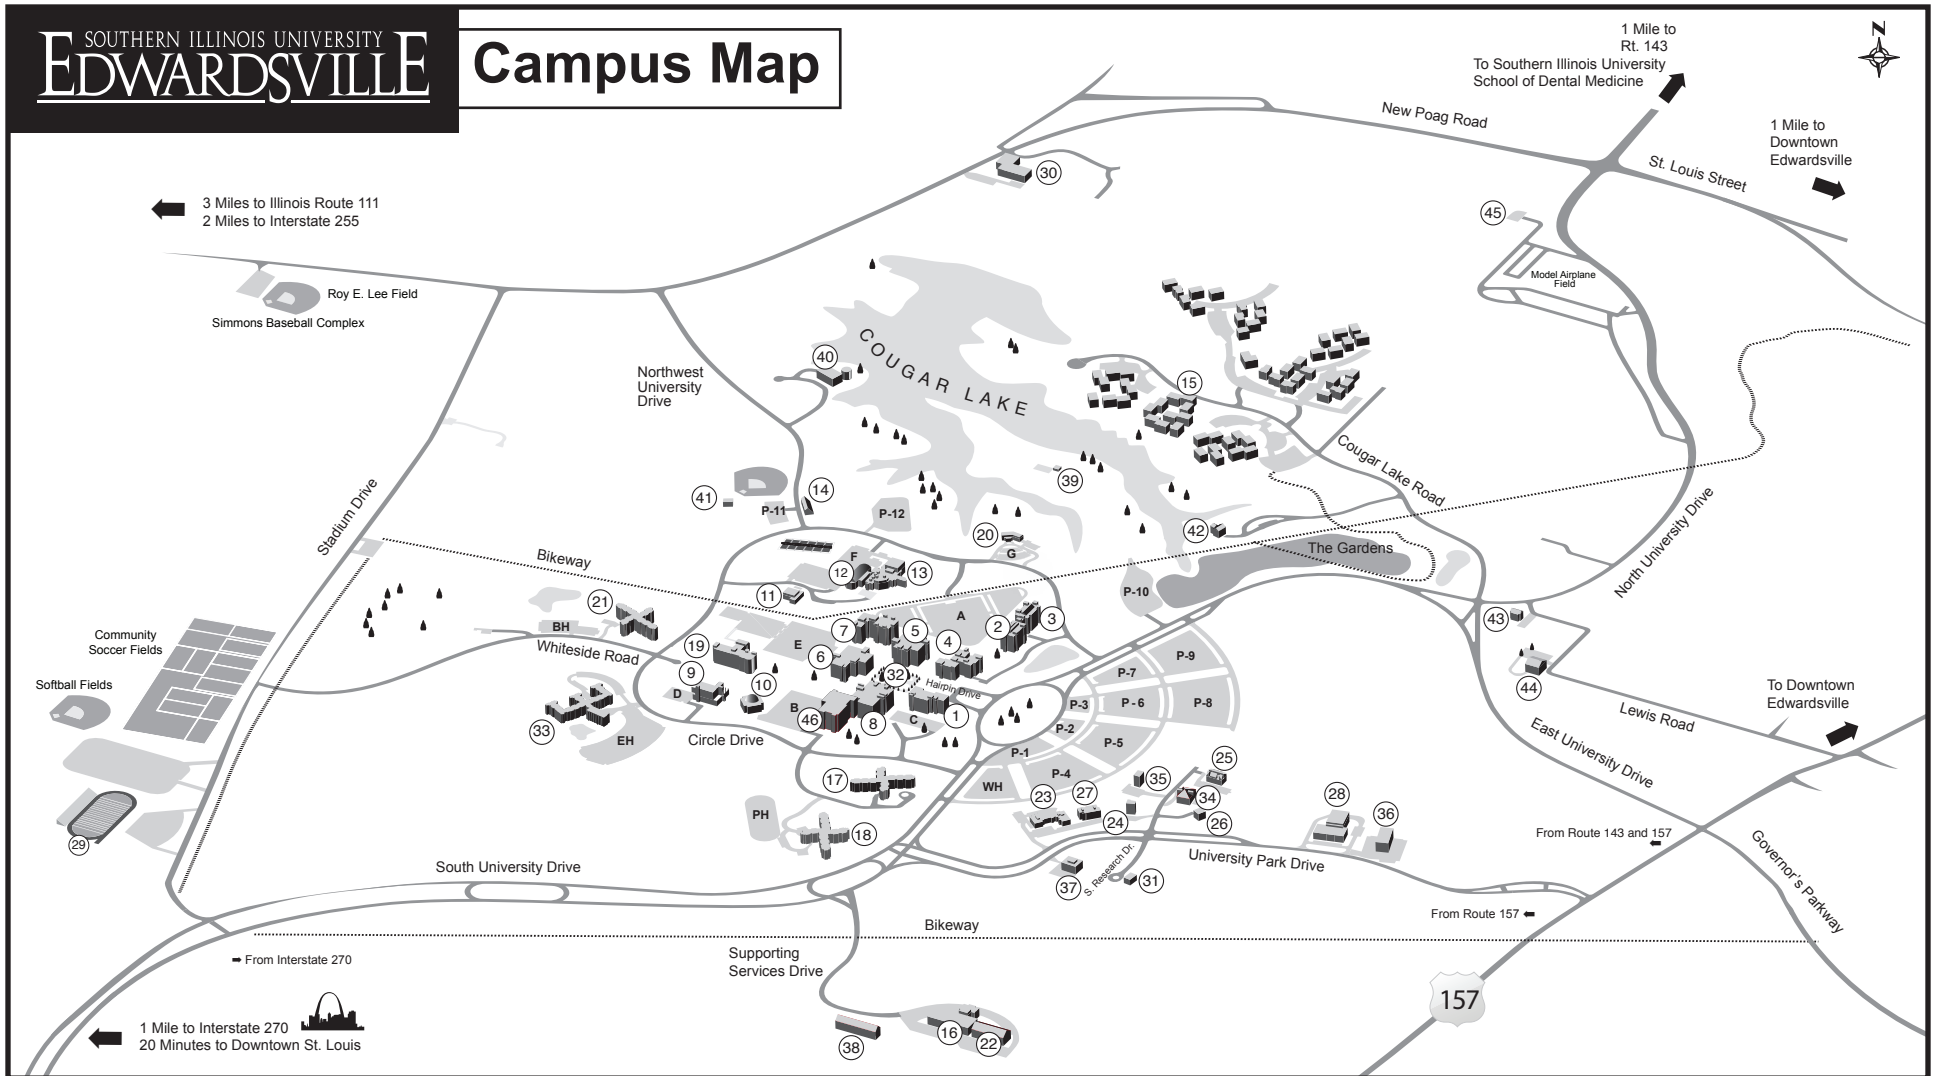 SOUTHERN ILLINOIS UNIVERSITY
EDWARDSVILLE
Campus Map
N
1 Mile to
Rt. 143
To Southern Illinois University
School of Dental Medicine
New Poag Road
1 Mile to
Downtown
Edwardsville
St. Louis Street
30
3 Miles to Illinois Route 111
2 Miles to Interstate 255
45
Model Airplane
Field
Roy E. Lee Field
Simmons Baseball Complex
COUGAR LAKE
40
Northwest
University
Drive
15
Cougar Lake Road
Stadium Drive
39
41
14
P-11
P-12
North University Drive
42
20
G
The Gardens
Bikeway
F
12
13
11
P-10
21
BH
A
3
2
43
7
5
4
Community
Soccer Fields
Whiteside Road
19
E
6
P-9
44
9
32
P-7
Softball Fields
D
10
Hairpin Drive
To Downtown
Edwardsville
B
46
8
C
1
P-3
P-6
P-8
Lewis Road
33
EH
Circle Drive
P-2
P-5
P-1
East University Drive
17
WH
P-4
35
25
23
27
34
28
36
PH
18
24
26
From Route 143 and 157
29
University Park Drive
Governor's Parkway
South University Drive
37
S. Research Dr.
31
From Route 157
Bikeway
From Interstate 270
Supporting
Services Drive
157
1 Mile to Interstate 270
20 Minutes to Downtown St. Louis
38
16
22